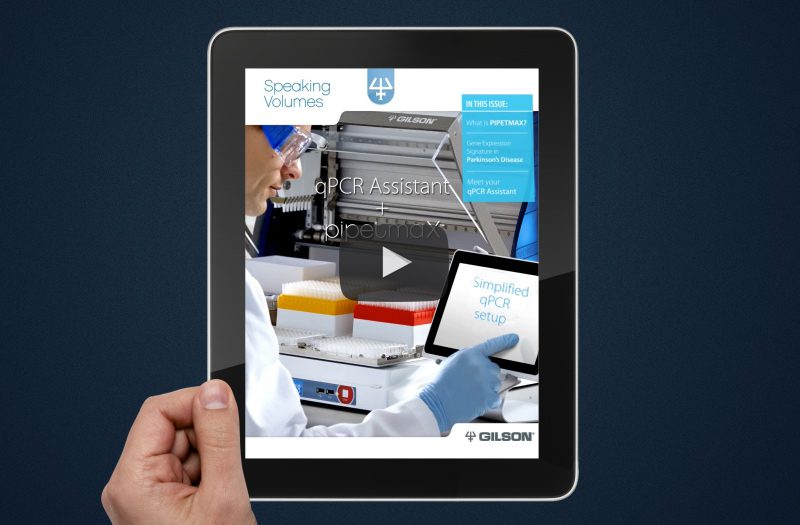 Speaking
Volumes
IN THIS ISSUE:
What is PIPETMAX?
Gene Expression
Signature in
Parkinson's Disease
Meet your
qPCR Assistant
GILSON
qPCR Assistant
+
pipetmaX
Simplified
qPCR
setup
GILSON